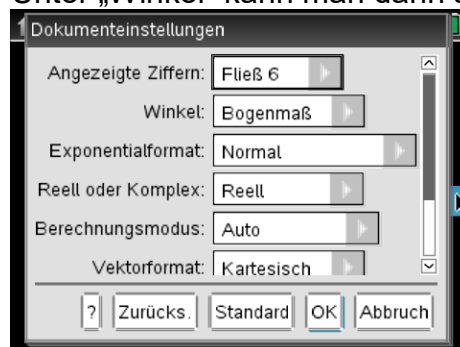 Unter „Winkel“ kann man dann
Dokumenteinstellungen
Angezeigte Ziffern: Fließ 6
Winkel: Bogenmaß
Exponentialformat: Normal
Reell oder Komplex: Reell
Berechnungsmodus: Auto
Vektorformat: Kartesisch
? Zurücks. Standard OK Abbruch